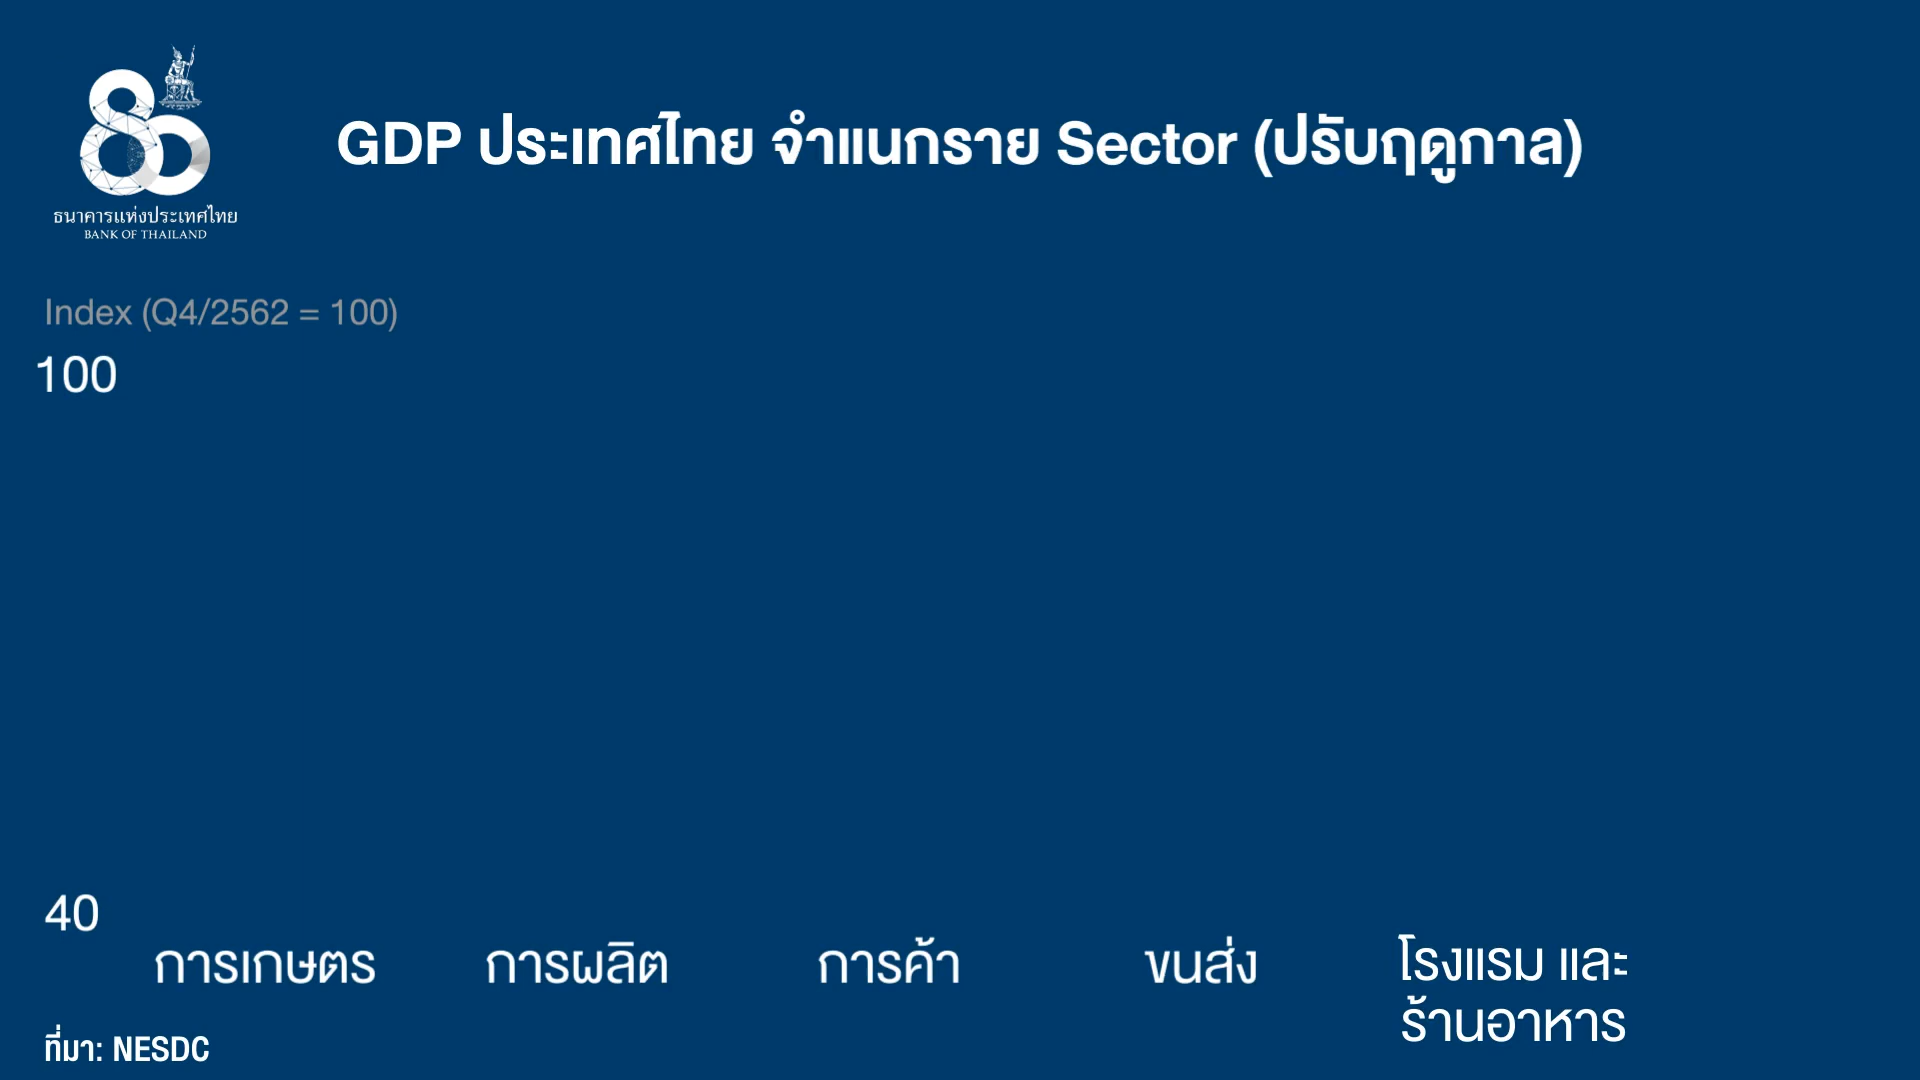 80
ธนาคารแห่งประเทศไทย
BANK OF THAILAND
GDP ประเทศไทย จำแนกราย Sector (ปรับฤดูกาล)
Index (Q4/2562 = 100)
100
40
การเกษตร
การผลิต
การค้า
ขนส่ง
โรงแรม และ
ร้านอาหาร
ที่มา: NESDC